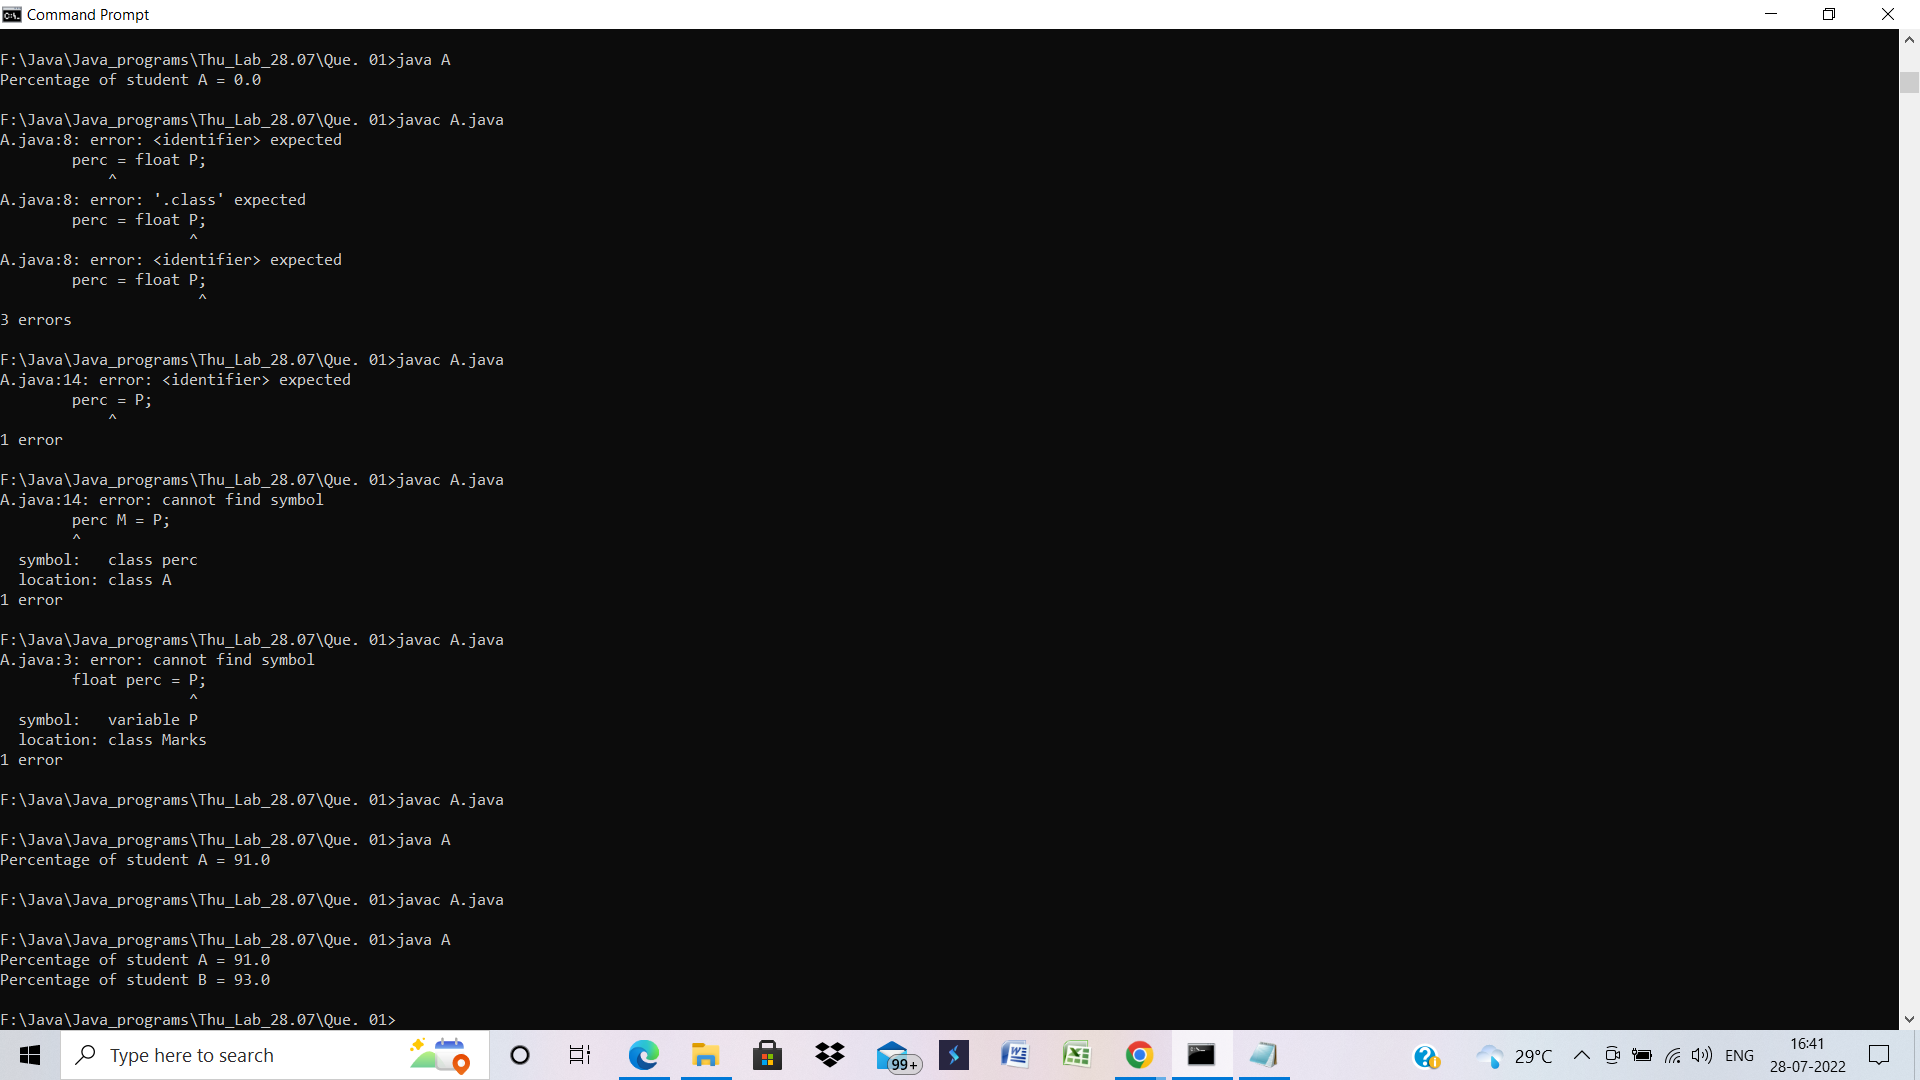 Command Prompt
F:\Java\Java_programs\Thu_Lab_28.07\Que. 01>java A
Percentage of student A = 0.0
F:\Java\Java_programs\Thu_Lab_28.07\Que. 01>javac A.java
A.java:8: error: <identifier> expected
        perc = float P;
            ^
A.java:8: error: '.class' expected
        perc = float P;
                     ^
A.java:8: error: <identifier> expected
        perc = float P;
                      ^
3 errors
F:\Java\Java_programs\Thu_Lab_28.07\Que. 01>javac A.java
A.java:14: error: <identifier> expected
        perc = P;
            ^
1 error
F:\Java\Java_programs\Thu_Lab_28.07\Que. 01>javac A.java
A.java:14: error: cannot find symbol
        perc M = P;
        ^
  symbol:   class perc
  location: class A
1 error
F:\Java\Java_programs\Thu_Lab_28.07\Que. 01>javac A.java
A.java:3: error: cannot find symbol
        float perc = P;
                     ^
  symbol:   variable P
  location: class Marks
1 error
F:\Java\Java_programs\Thu_Lab_28.07\Que. 01>javac A.java
F:\Java\Java_programs\Thu_Lab_28.07\Que. 01>java A
Percentage of student A = 91.0
F:\Java\Java_programs\Thu_Lab_28.07\Que. 01>javac A.java
F:\Java\Java_programs\Thu_Lab_28.07\Que. 01>java A
Percentage of student A = 91.0
Percentage of student B = 93.0
F:\Java\Java_programs\Thu_Lab_28.07\Que. 01>
Type here to search
99+
29°C
ENG
16:41
28-07-2022